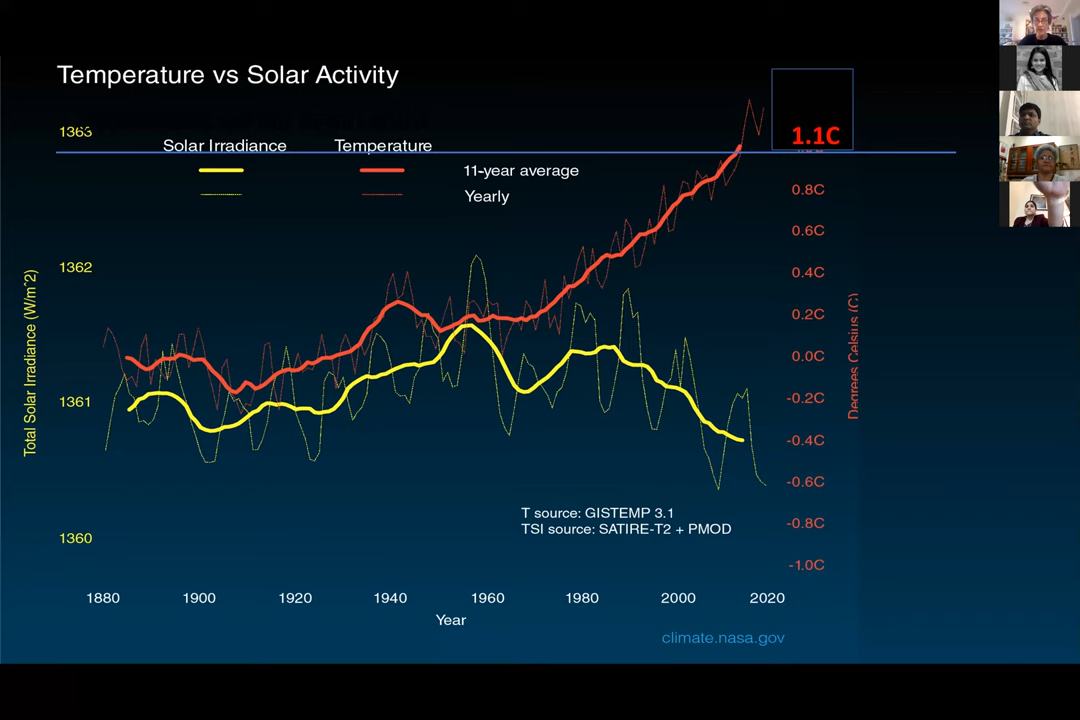 Temperature vs Solar Activity
1363
Solar Irradiance Temperature
11-year average
Yearly
1.1C
0.8C
0.6C
0.4C
0.2C
0.0C
-0.2C
-0.4C
-0.6C
-0.8C
-1.0C
Degrees Celsius (C)
1362
1361
1360
Total Solar Irradiance (W/m^2)
T source: GISTEMP 3.1
TSI source: SATIRE-T2 + PMOD
1880 1900 1920 1940 1960 1980 2000 2020
Year
climate.nasa.gov